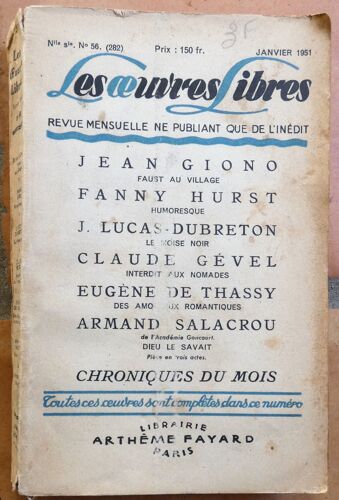 Nlle sie. No 56. (282) Prix : 150 fr. JANVIER 1951
3F
Les œuvres Libres
REVUE MENSUELLE NE PUBLIANT QUE DE L'INÉDIT
JEAN GIONO
FAUST AU VILLAGE
FANNY HURST
HUMORESQUE
J. LUCAS-DUBRETON
LE MOISE NOIR
CLAUDE GÉVEL
INTERDIT AUX NOMADES
EUGÈNE DE THASSY
DES AMOUREUX ROMANTIQUES
ARMAND SALACROU
de l'Académie Goncourt.
DIEU LE SAVAIT
Pièce en trois actes.
CHRONIQUES DU MOIS
Toutes ces œuvres sont complètes dans ce numéro
LIBRAIRIE
ARTHÈME FAYARD
PARIS